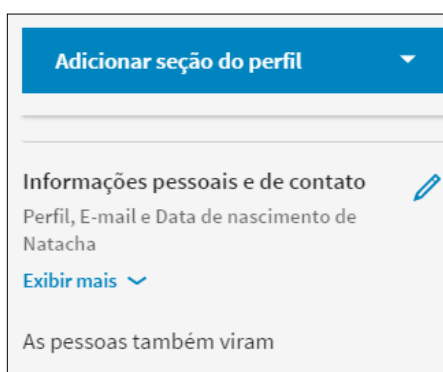 Adicionar seção do perfil
Informações pessoais e de contato
Perfil, E-mail e Data de nascimento de
Natacha
Exibir mais
As pessoas também viram